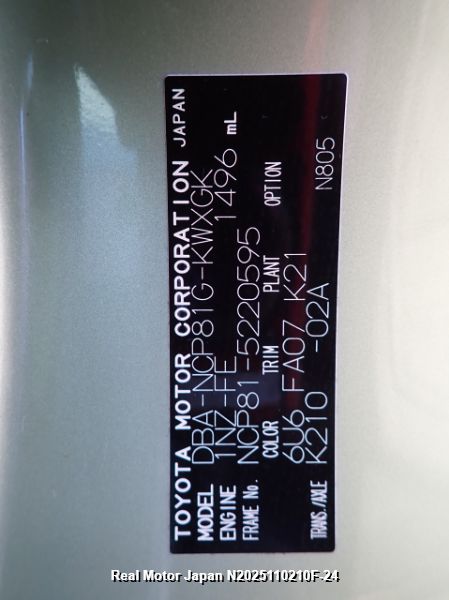 TOYOTA MOTOR CORPORATION JAPAN
MODEL DBA-NCP81G-KWXGK
ENGINE 1NZ-FE 1496 mL
FRAME No. NCP81-5220595
COLOR TRIM PLANT OPTION
6U6 FA07 K21
TRANS./AXLE K210 -02A N805
Real Motor Japan N2025110210F-24